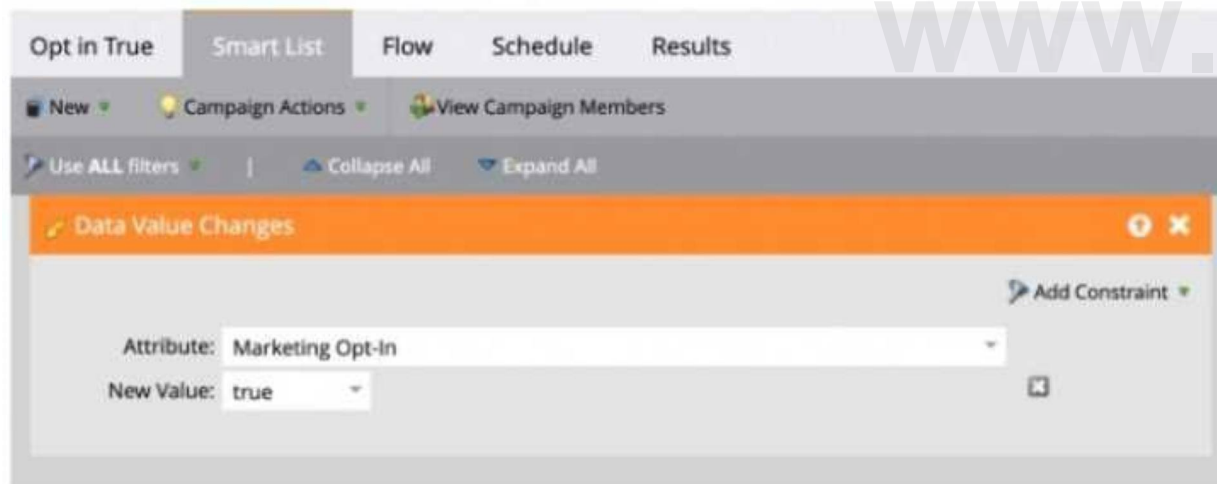 www.
Opt in True Smart List Flow Schedule Results
New Campaign Actions View Campaign Members
Use ALL filters | Collapse All Expand All
Data Value Changes
Add Constraint
Attribute: Marketing Opt-In
New Value: true